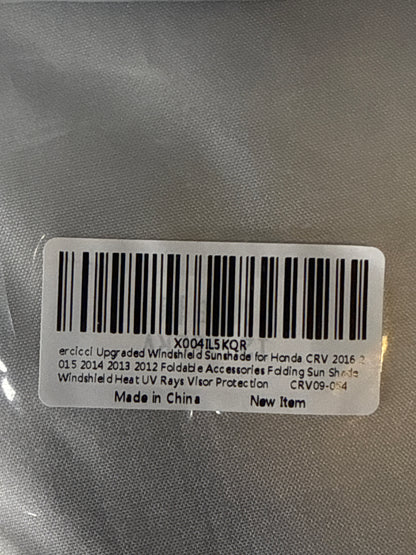 X004IL5KQR
ercicci Upgraded Windshield Sunshade for Honda CRV 2016 2
015 2014 2013 2012 Foldable Accessories Folding Sun Shade
Windshield Heat UV Rays Visor Protection CRV09-054
Made in China New Item